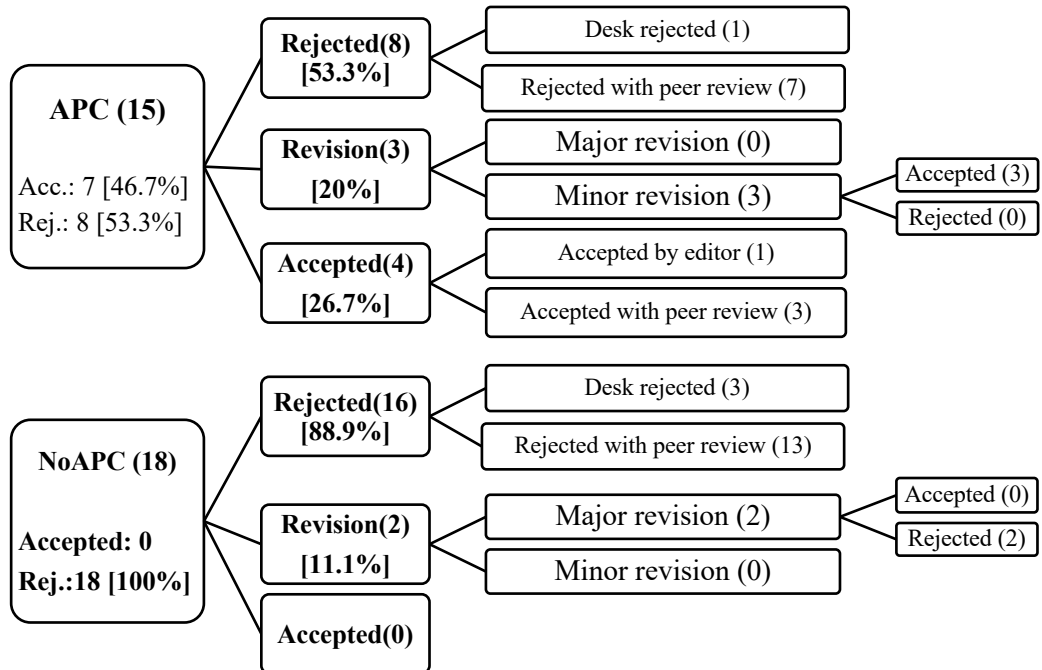 APC (15)
Acc.: 7 [46.7%]
Rej.: 8 [53.3%]
Rejected(8)
[53.3%]
Desk rejected (1)
Rejected with peer review (7)
Revision(3)
[20%]
Major revision (0)
Minor revision (3)
Accepted (3)
Rejected (0)
Accepted(4)
[26.7%]
Accepted by editor (1)
Accepted with peer review (3)
NoAPC (18)
Accepted: 0
Rej.:18 [100%]
Rejected(16)
[88.9%]
Desk rejected (3)
Rejected with peer review (13)
Revision(2)
[11.1%]
Major revision (2)
Minor revision (0)
Accepted (0)
Rejected (2)
Accepted(0)